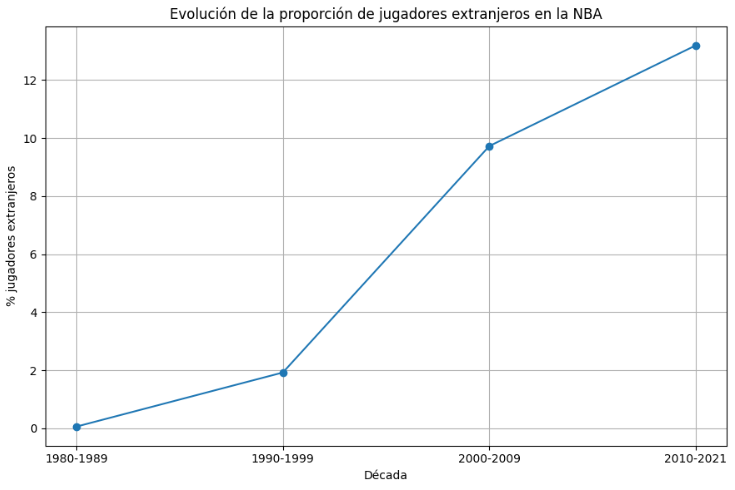 Evolución de la proporción de jugadores extranjeros en la NBA
% jugadores extranjeros
12
10
8
6
4
2
0
1980-1989 1990-1999 2000-2009 2010-2021
Década